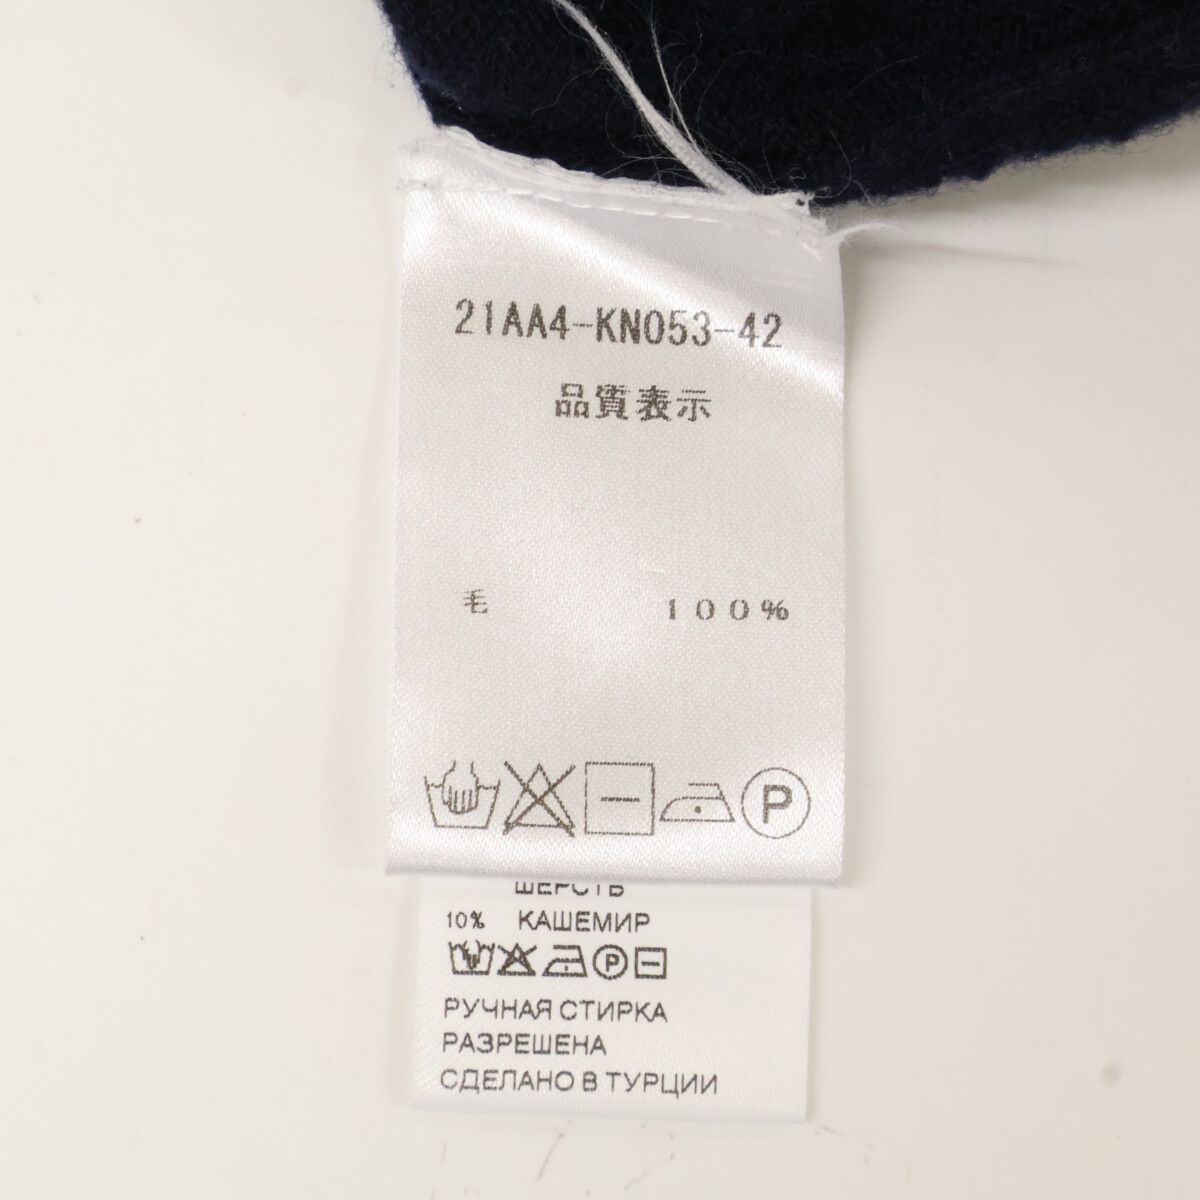 21AA4-KN053-42
品質表示
毛 100%
P
ШЕРСТЬ
10% КАШЕМИР
P
РУЧНАЯ СТИРКА
РАЗРЕШЕНА
СДЕЛАНО В ТУРЦИИ